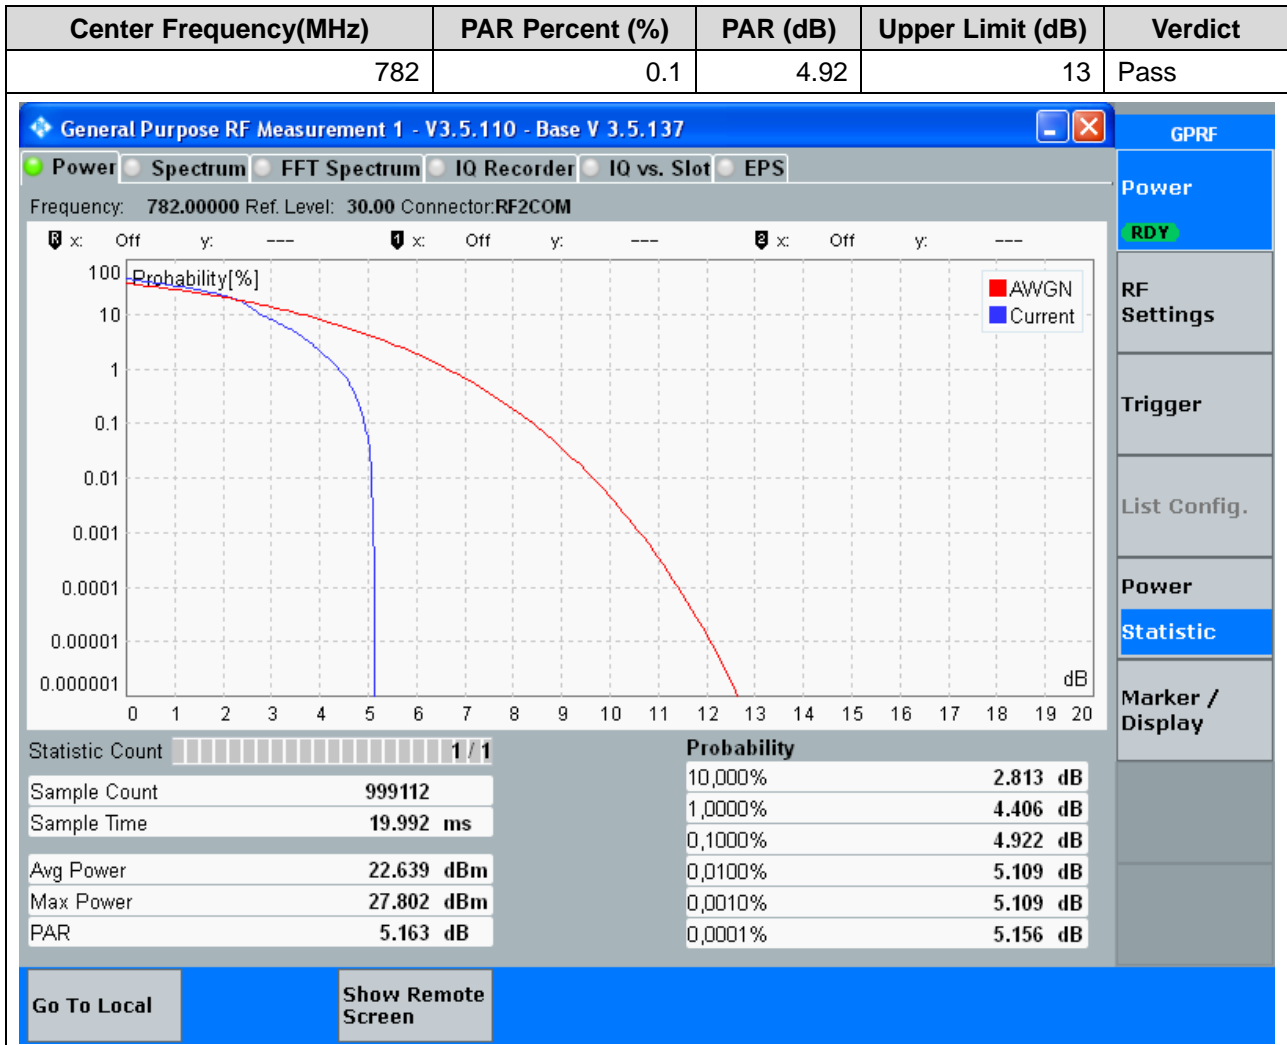 Center Frequency(MHz) PAR Percent (%) PAR (dB) Upper Limit (dB) Verdict
782 0.1 4.92 13 Pass
General Purpose RF Measurement 1 - V3.5.110 - Base V 3.5.137
GPRF
Power Spectrum FFT Spectrum IQ Recorder IQ vs. Slot EPS
Power
RDY
Frequency: 782.00000 Ref. Level: 30.00 Connector:RF2COM
R x: Off y: --- 1 x: Off y: --- 2 x: Off y: ---
Probability[%]
AWGN
Current
100
10
1
0.1
0.01
0.001
0.0001
0.00001
0.000001
dB
0 1 2 3 4 5 6 7 8 9 10 11 12 13 14 15 16 17 18 19 20
RF
Settings
Trigger
List Config.
Power
Statistic
Marker /
Display
Statistic Count 1 / 1
Sample Count 999112
Sample Time 19.992 ms
Avg Power 22.639 dBm
Max Power 27.802 dBm
PAR 5.163 dB
Probability
10,000% 2.813 dB
1,0000% 4.406 dB
0,1000% 4.922 dB
0,0100% 5.109 dB
0,0010% 5.109 dB
0,0001% 5.156 dB
Go To Local
Show Remote
Screen